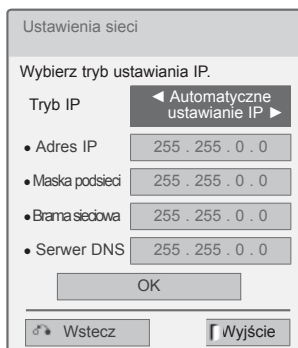 Ustawienia sieci
Wybierz tryb ustawiania IP.
Tryb IP ◄ Automatyczne
ustawianie IP ►
• Adres IP 255 . 255 . 0 . 0
• Maska podsieci 255 . 255 . 0 . 0
• Brama sieciowa 255 . 255 . 0 . 0
• Serwer DNS 255 . 255 . 0 . 0
OK
Wstecz Wyjście